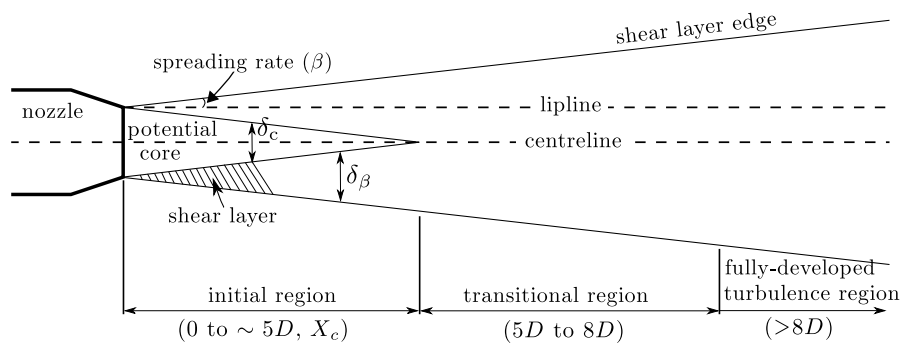 shear layer edge
spreading rate (β)
nozzle
lipline
potential
core
δc
centreline
δβ
shear layer
initial region
(0 to ∼ 5D, Xc)
transitional region
(5D to 8D)
fully-developed
turbulence region
(>8D)